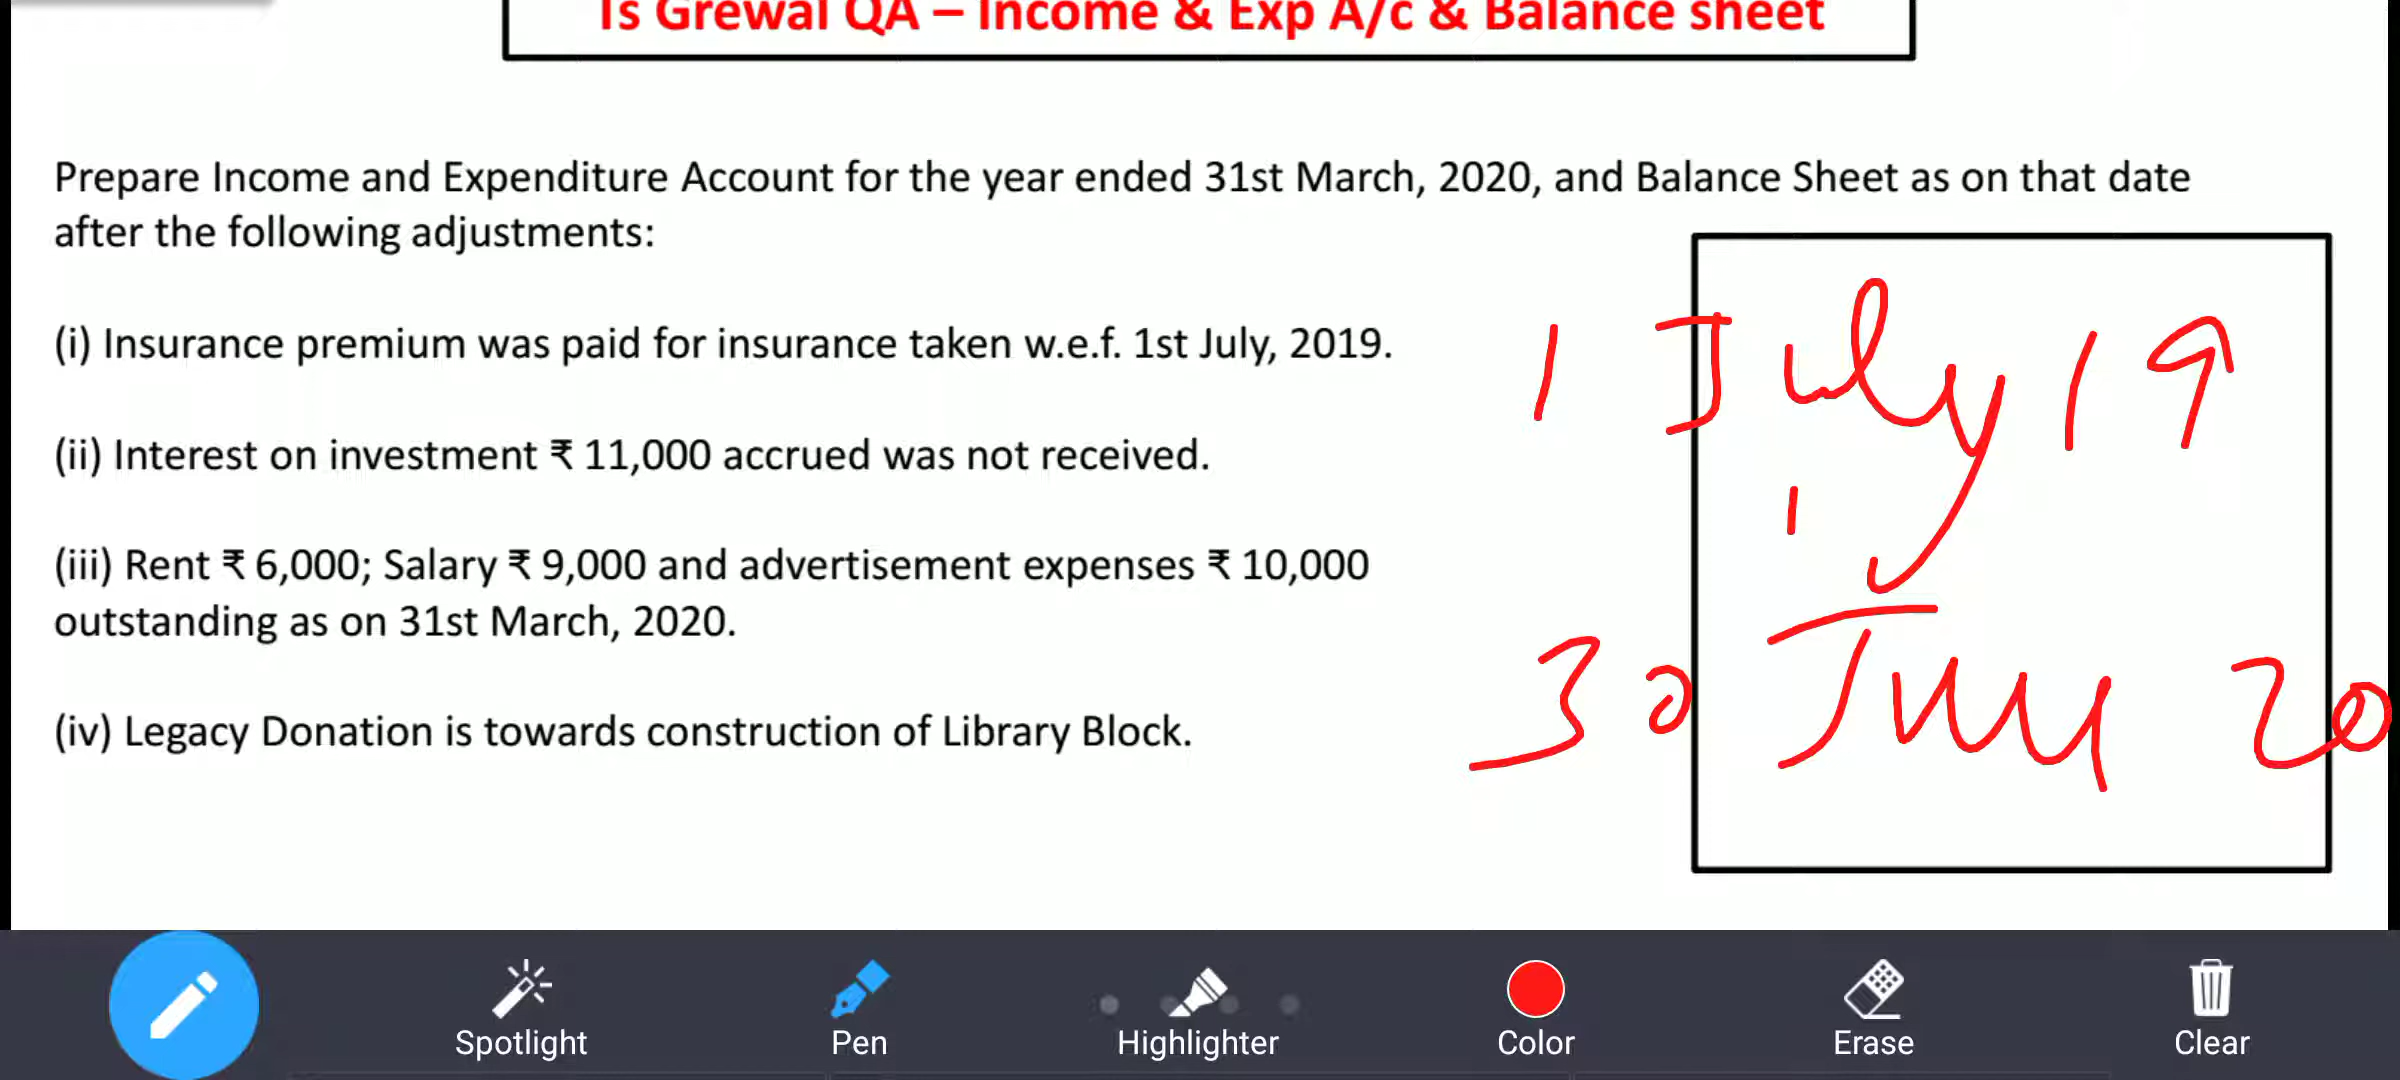 Ts Grewal QA – Income & Exp A/c & Balance sheet
Prepare Income and Expenditure Account for the year ended 31st March, 2020, and Balance Sheet as on that date
after the following adjustments:
(i) Insurance premium was paid for insurance taken w.e.f. 1st July, 2019.
1 July 19
(ii) Interest on investment ₹ 11,000 accrued was not received.
(iii) Rent ₹ 6,000; Salary ₹ 9,000 and advertisement expenses ₹ 10,000
outstanding as on 31st March, 2020.
30 June 20
(iv) Legacy Donation is towards construction of Library Block.
Spotlight Pen Highlighter Color Erase Clear